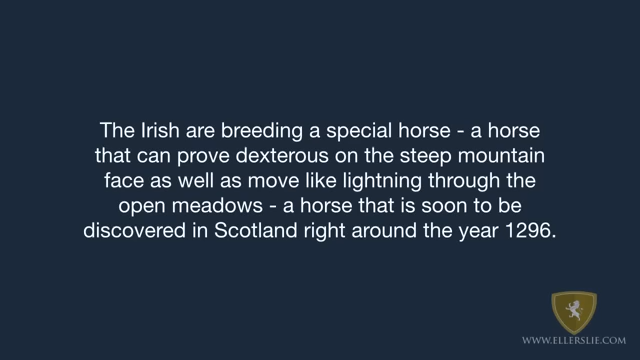 The Irish are breeding a special horse - a horse
that can prove dexterous on the steep mountain
face as well as move like lightning through the
open meadows - a horse that is soon to be
discovered in Scotland right around the year 1296.
WWW.ELLERSLIE.COM